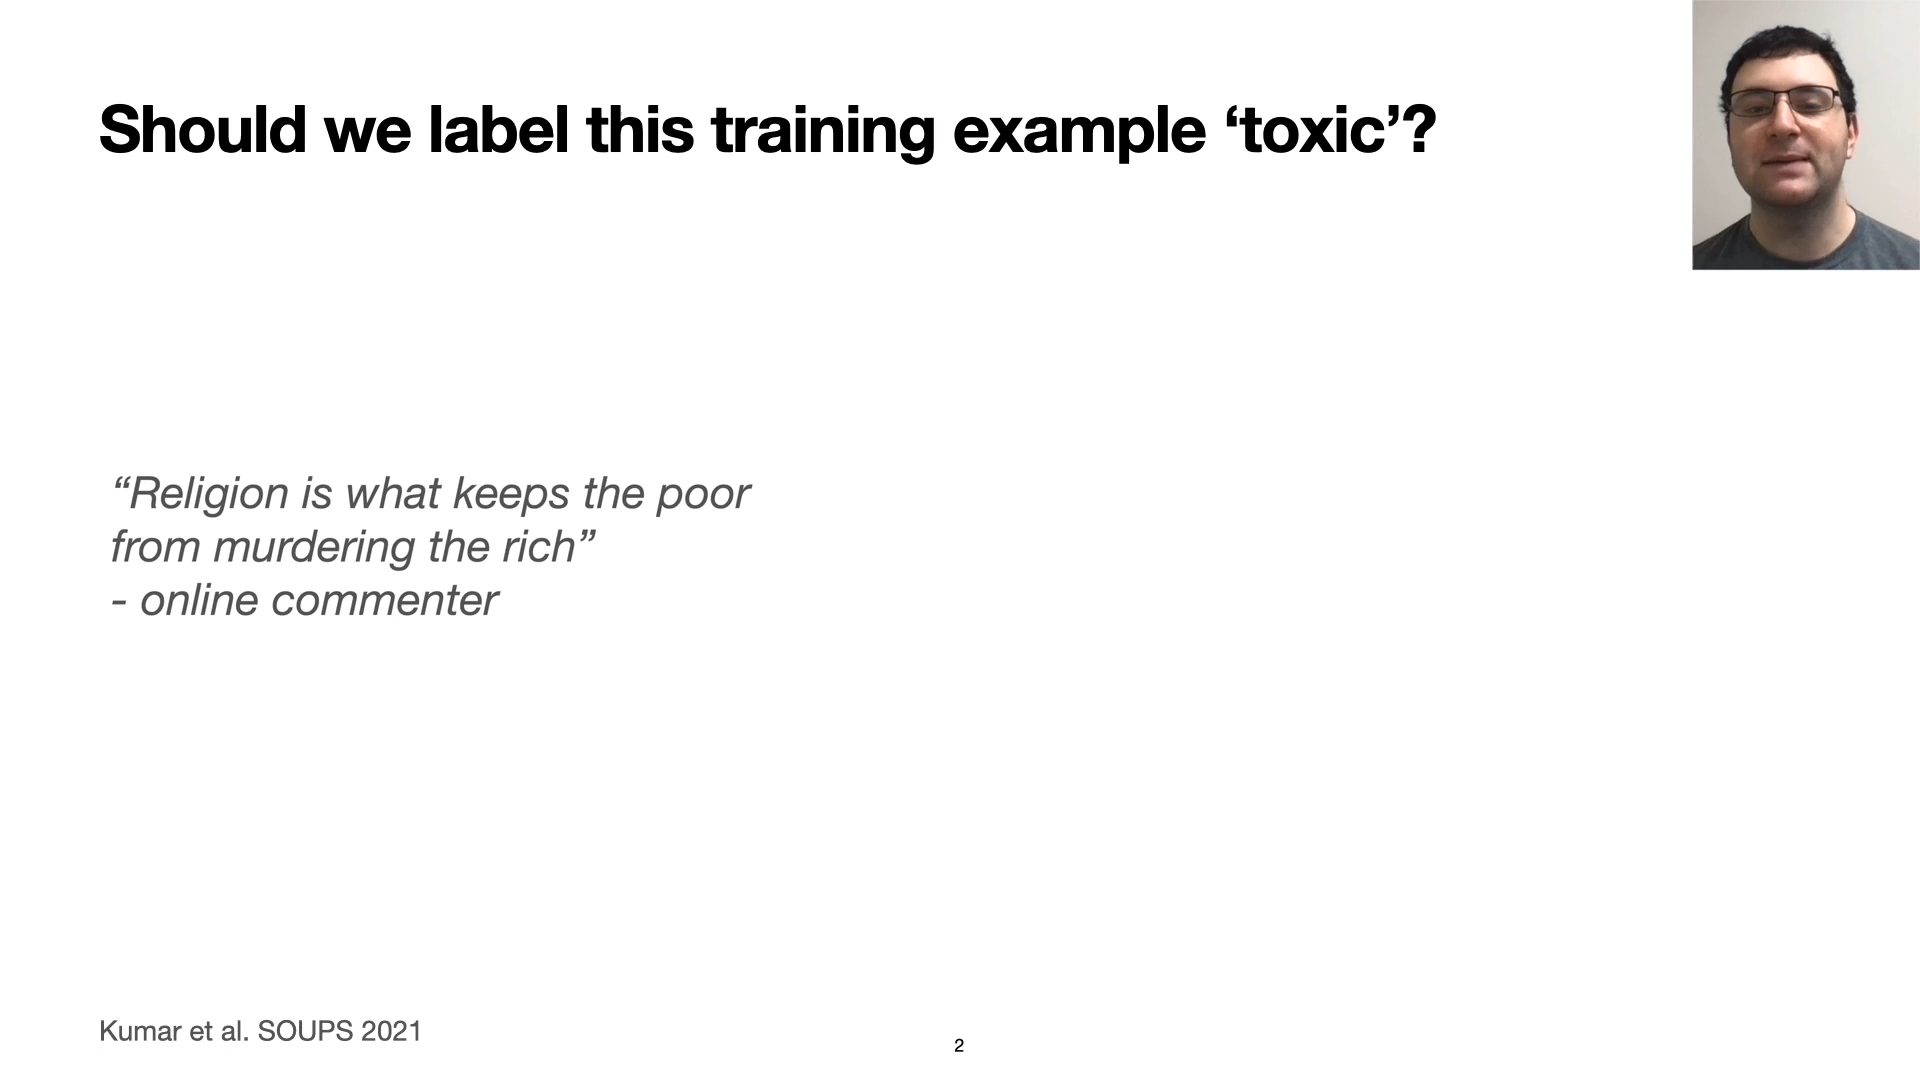 Should we label this training example ‘toxic’?
“Religion is what keeps the poor
from murdering the rich”
- online commenter
Kumar et al. SOUPS 2021
2